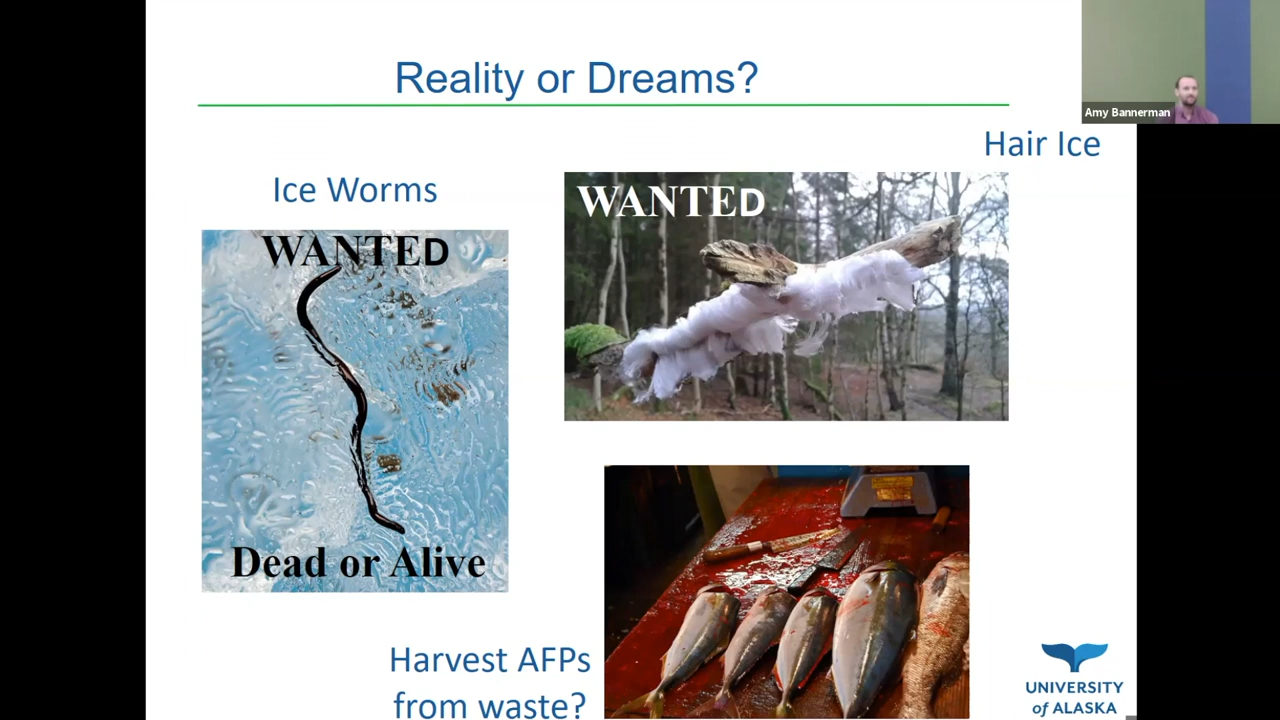 Reality or Dreams?
Amy Bannerman
Hair Ice
Ice Worms
WANTED
WANTED
Dead or Alive
Harvest AFPs
from waste?
UNIVERSITY
of ALASKA